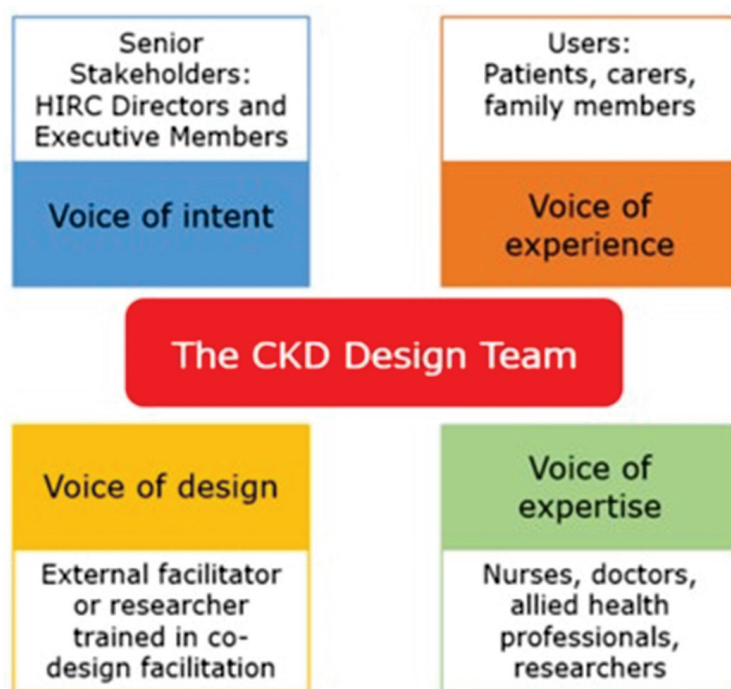 Senior
Stakeholders:
HIRC Directors and
Executive Members
Voice of intent
Users:
Patients, carers,
family members
Voice of
experience
The CKD Design Team
Voice of design
External facilitator
or researcher
trained in co-
design facilitation
Voice of
expertise
Nurses, doctors,
allied health
professionals,
researchers